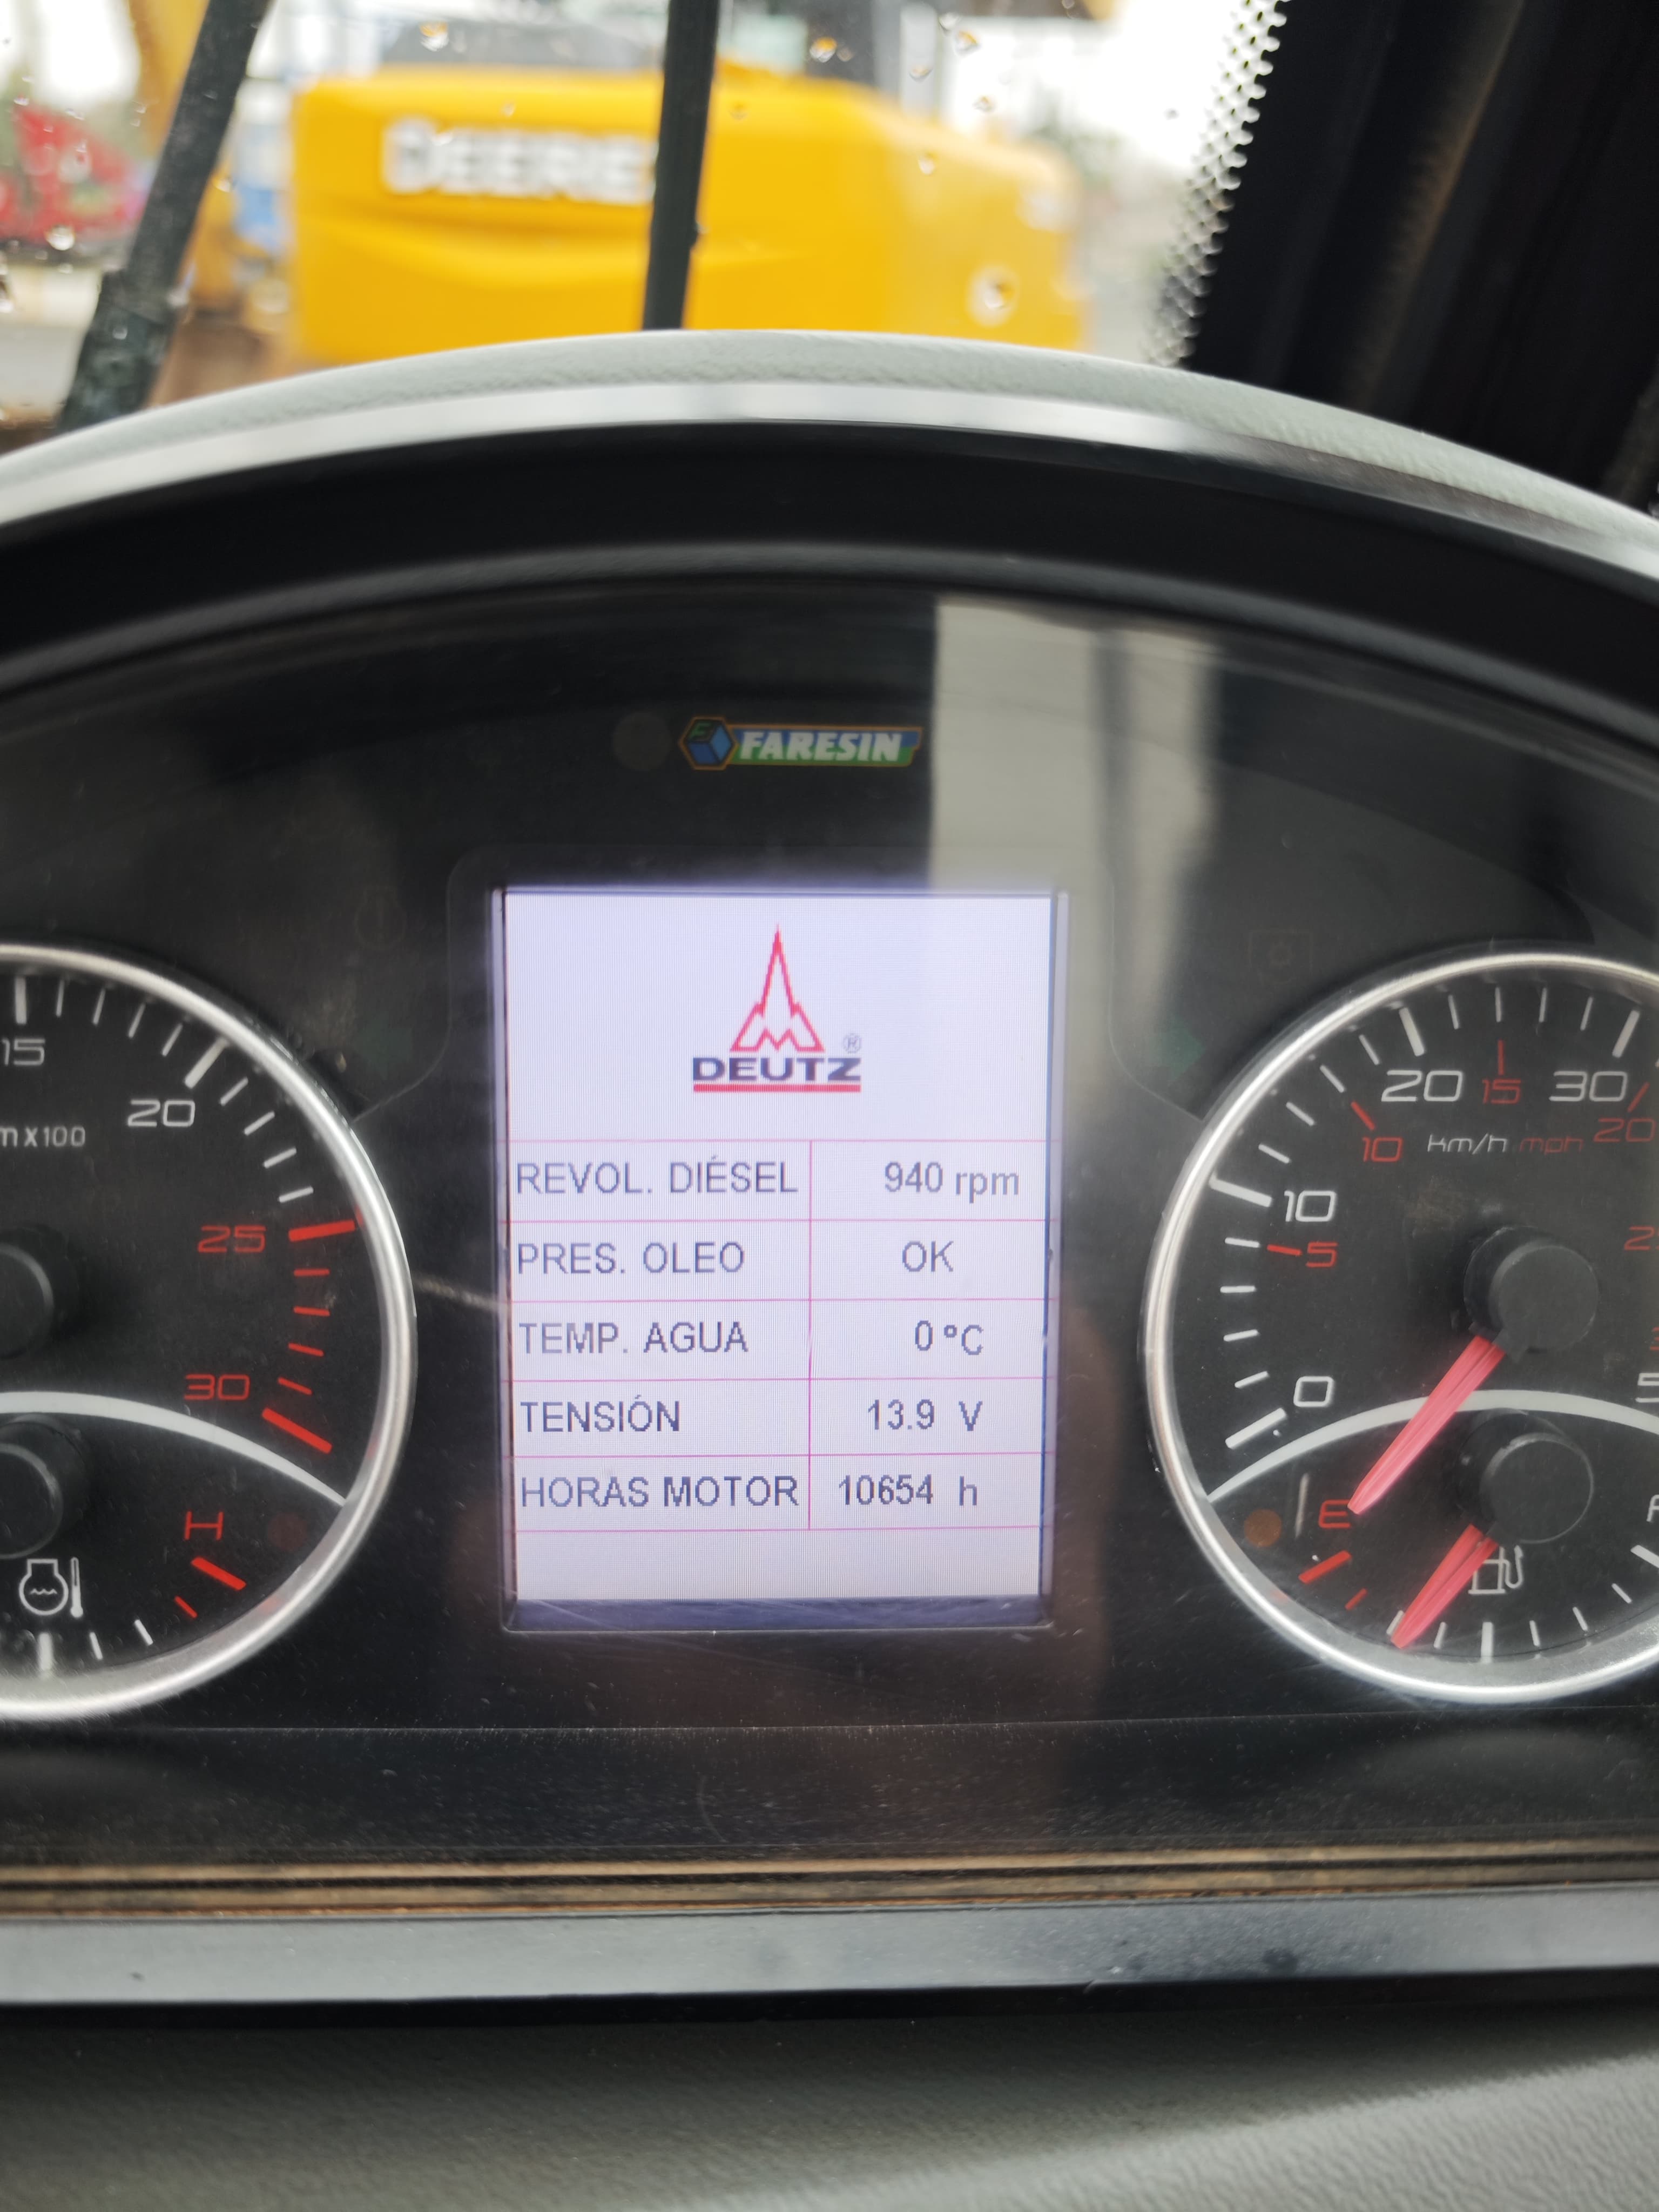 DEERE
FARESIN
DEUTZ®
REVOL. DIÉSEL 940 rpm
PRES. OLEO OK
TEMP. AGUA 0 °C
TENSIÓN 13.9 V
HORAS MOTOR 10654 h
15
20
x100
25
30
H
20 15 30
10 km/h mph 20
10
5
0
E